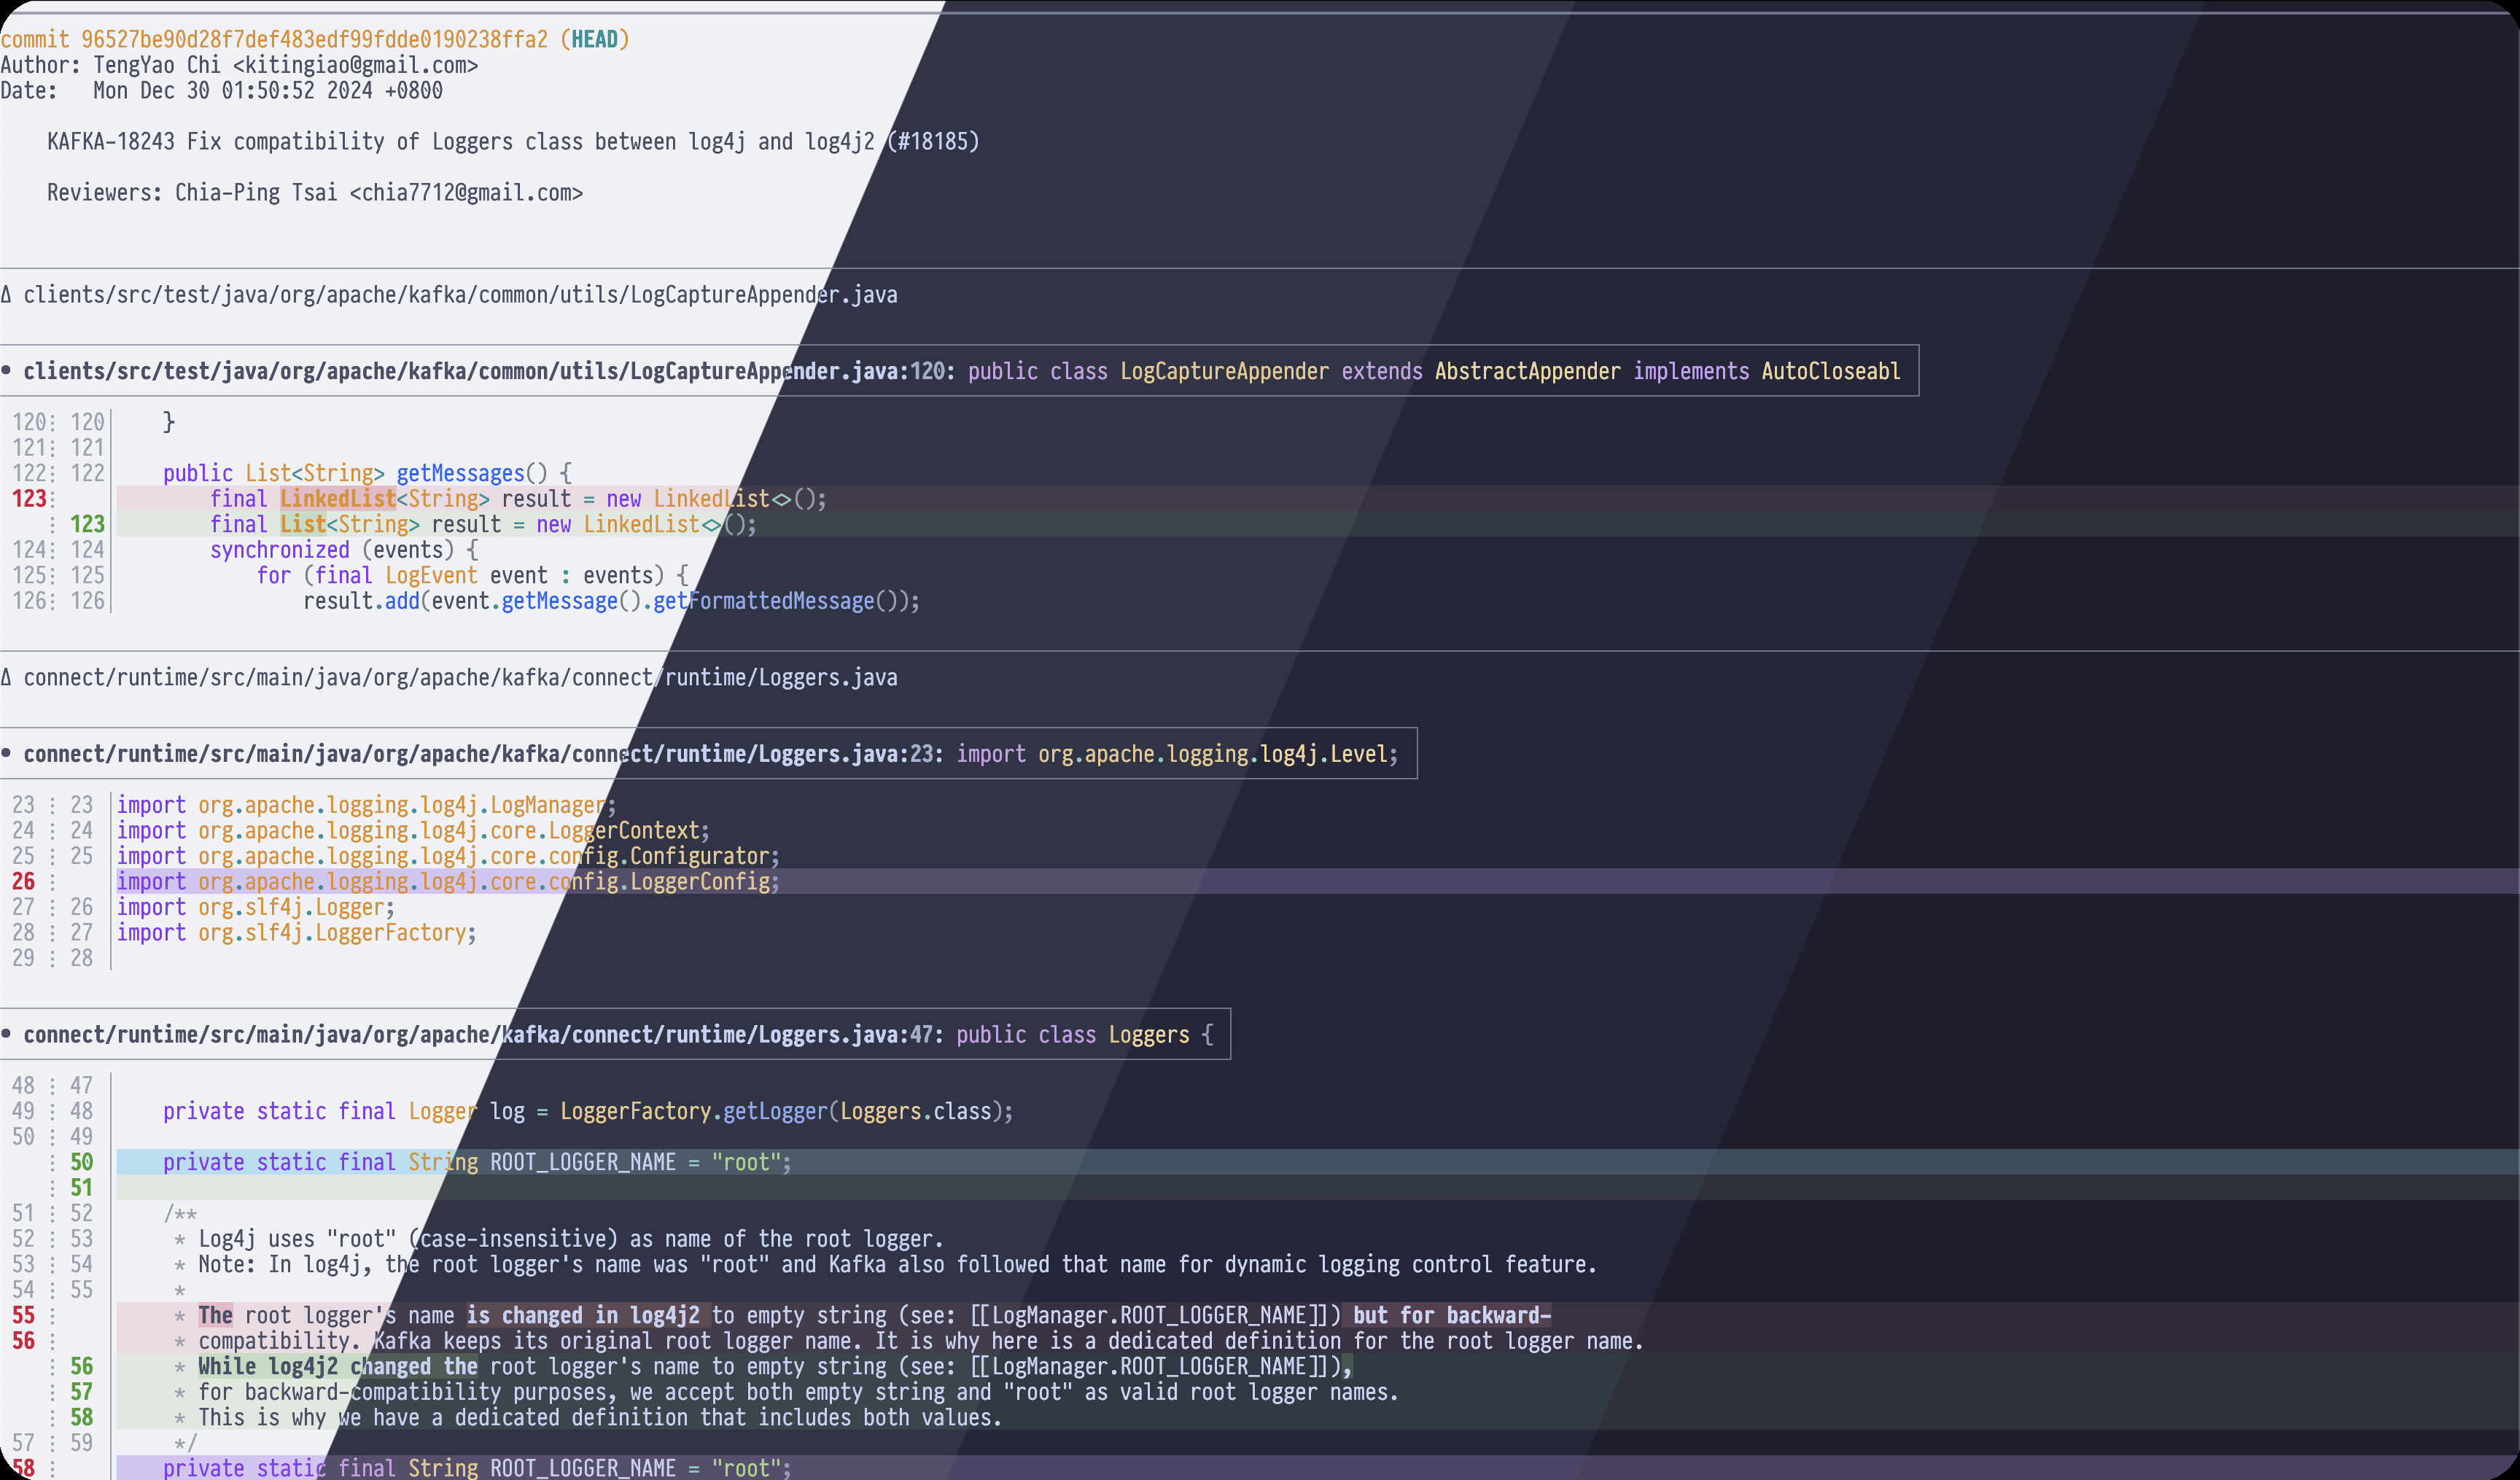 commit 96527be90d28f7def483edf99fdde0190238ffa2 (HEAD)
Author: TengYao Chi <kitingiao@gmail.com>
Date:   Mon Dec 30 01:50:52 2024 +0800
KAFKA-18243 Fix compatibility of Loggers class between log4j and log4j2 (#18185)
Reviewers: Chia-Ping Tsai <chia7712@gmail.com>
Δ clients/src/test/java/org/apache/kafka/common/utils/LogCaptureAppender.java
• clients/src/test/java/org/apache/kafka/common/utils/LogCaptureAppender.java:120: public class LogCaptureAppender extends AbstractAppender implements AutoCloseabl
120⋮ 120│    }
121⋮ 121│
122⋮ 122│    public List<String> getMessages() {
123⋮    │        final LinkedList<String> result = new LinkedList<>();
   ⋮ 123│        final List<String> result = new LinkedList<>();
124⋮ 124│        synchronized (events) {
125⋮ 125│            for (final LogEvent event : events) {
126⋮ 126│                result.add(event.getMessage().getFormattedMessage());
Δ connect/runtime/src/main/java/org/apache/kafka/connect/runtime/Loggers.java
• connect/runtime/src/main/java/org/apache/kafka/connect/runtime/Loggers.java:23: import org.apache.logging.log4j.Level;
23 ⋮ 23 │import org.apache.logging.log4j.LogManager;
24 ⋮ 24 │import org.apache.logging.log4j.core.LoggerContext;
25 ⋮ 25 │import org.apache.logging.log4j.core.config.Configurator;
26 ⋮    │import org.apache.logging.log4j.core.config.LoggerConfig;
27 ⋮ 26 │import org.slf4j.Logger;
28 ⋮ 27 │import org.slf4j.LoggerFactory;
29 ⋮ 28 │
• connect/runtime/src/main/java/org/apache/kafka/connect/runtime/Loggers.java:47: public class Loggers {
48 ⋮ 47 │
49 ⋮ 48 │    private static final Logger log = LoggerFactory.getLogger(Loggers.class);
50 ⋮ 49 │
   ⋮ 50 │    private static final String ROOT_LOGGER_NAME = "root";
   ⋮ 51 │
51 ⋮ 52 │    /**
52 ⋮ 53 │     * Log4j uses "root" (case-insensitive) as name of the root logger.
53 ⋮ 54 │     * Note: In log4j, the root logger's name was "root" and Kafka also followed that name for dynamic logging control feature.
54 ⋮ 55 │     *
55 ⋮    │     * The root logger's name is changed in log4j2 to empty string (see: [[LogManager.ROOT_LOGGER_NAME]]) but for backward-
56 ⋮    │     * compatibility. Kafka keeps its original root logger name. It is why here is a dedicated definition for the root logger name.
   ⋮ 56 │     * While log4j2 changed the root logger's name to empty string (see: [[LogManager.ROOT_LOGGER_NAME]]),
   ⋮ 57 │     * for backward-compatibility purposes, we accept both empty string and "root" as valid root logger names.
   ⋮ 58 │     * This is why we have a dedicated definition that includes both values.
57 ⋮ 59 │     */
58 ⋮    │    private static final String ROOT_LOGGER_NAME = "root";